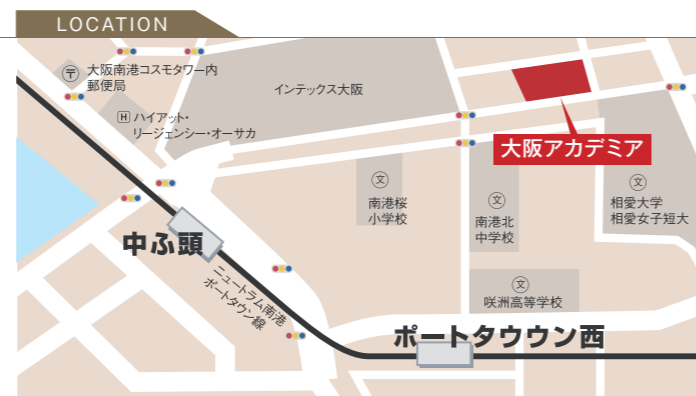 LOCATION
〒
大阪南港コスモタワー内
郵便局
H ハイアット・
リージェンシー・オーサカ
インテックス大阪
大阪アカデミア
文
南港桜
小学校
文
南港北
中学校
文
相愛大学
相愛女子短大
文
咲洲高等学校
中ふ頭
ニュートラム南港
ポートタウン線
ポートタウウン西